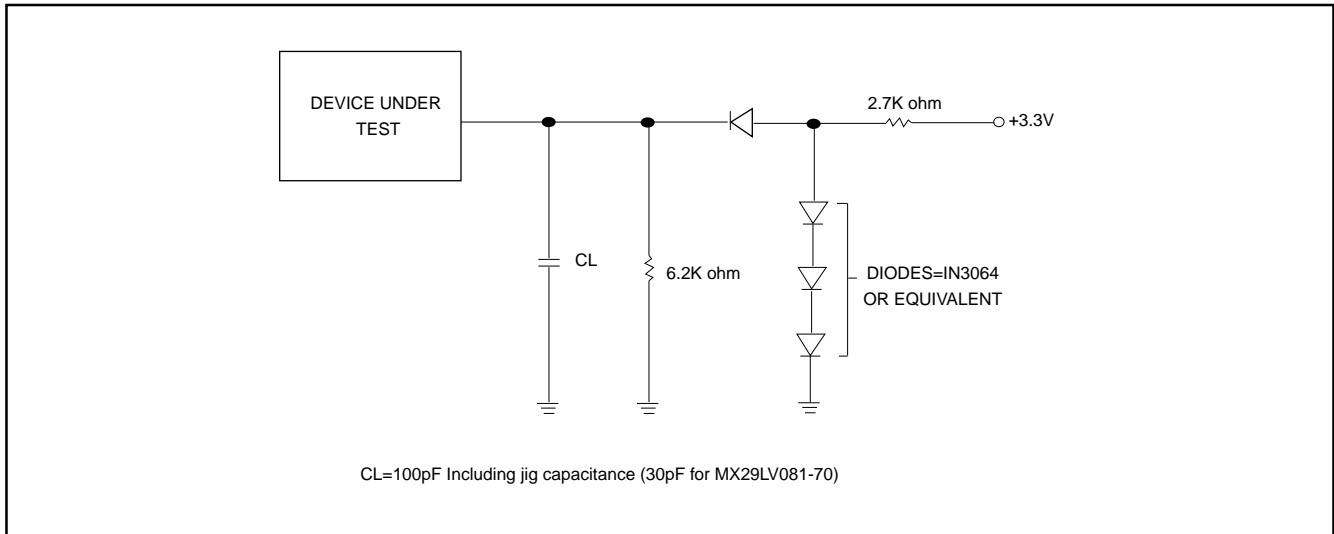 DEVICE UNDER
TEST
2.7K ohm
+3.3V
CL
6.2K ohm
DIODES=IN3064
OR EQUIVALENT
CL=100pF Including jig capacitance (30pF for MX29LV081-70)